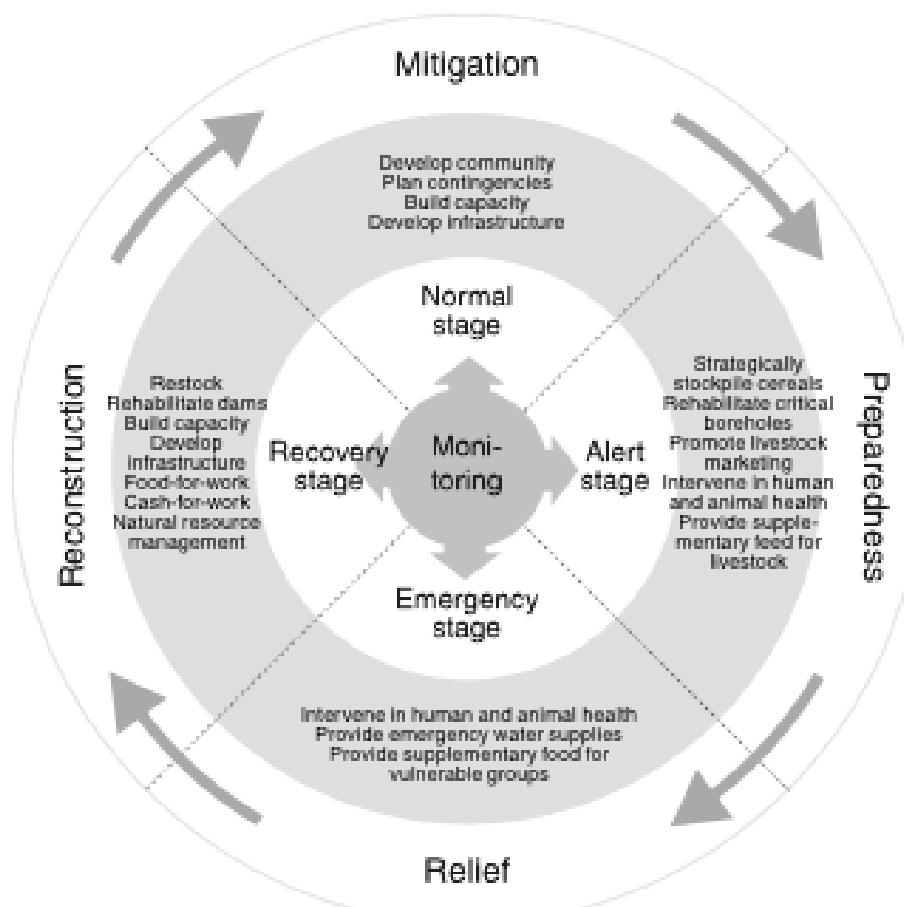 Mitigation
Develop community
Plan contingencies
Build capacity
Develop infrastructure
Normal
stage
Reconstruction
Restock
Rehabilitate dams
Build capacity
Develop
infrastructure
Food-for-work
Cash-for-work
Natural resource
management
Recovery
stage
Moni-
toring
Alert
stage
Strategically
stockpile cereals
Rehabilitate critical
boreholes
Promote livestock
marketing
Intervene in human
and animal health
Provide supple-
mentary feed for
livestock
Preparedness
Emergency
stage
Intervene in human and animal health
Provide emergency water supplies
Provide supplementary food for
vulnerable groups
Relief